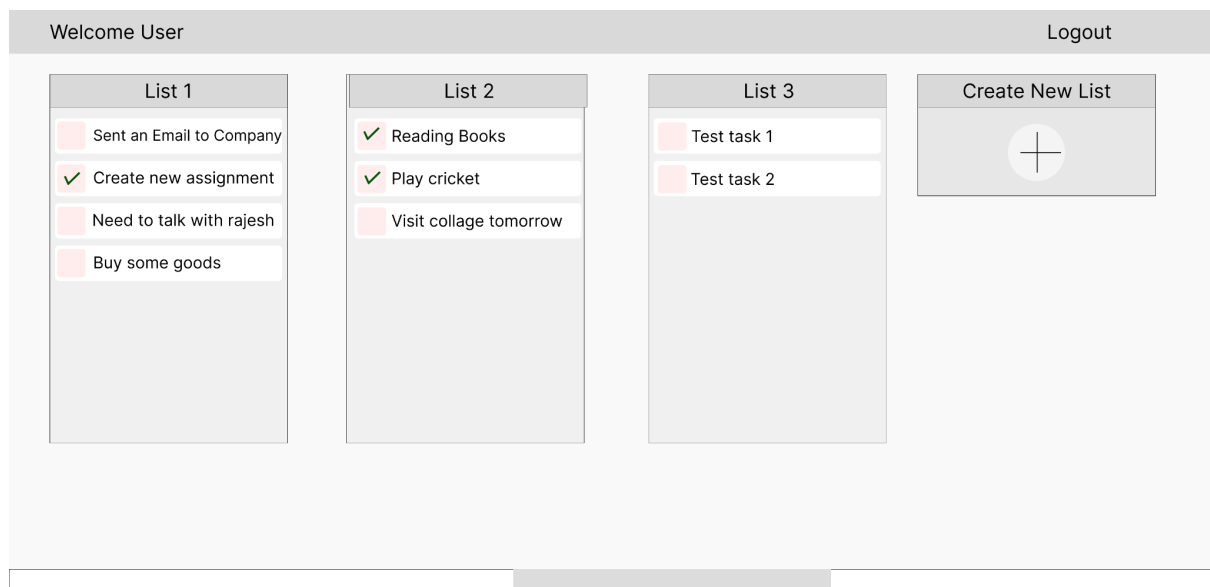 Welcome User
Logout
List 1
Sent an Email to Company
Create new assignment
Need to talk with rajesh
Buy some goods
List 2
Reading Books
Play cricket
Visit collage tomorrow
List 3
Test task 1
Test task 2
Create New List